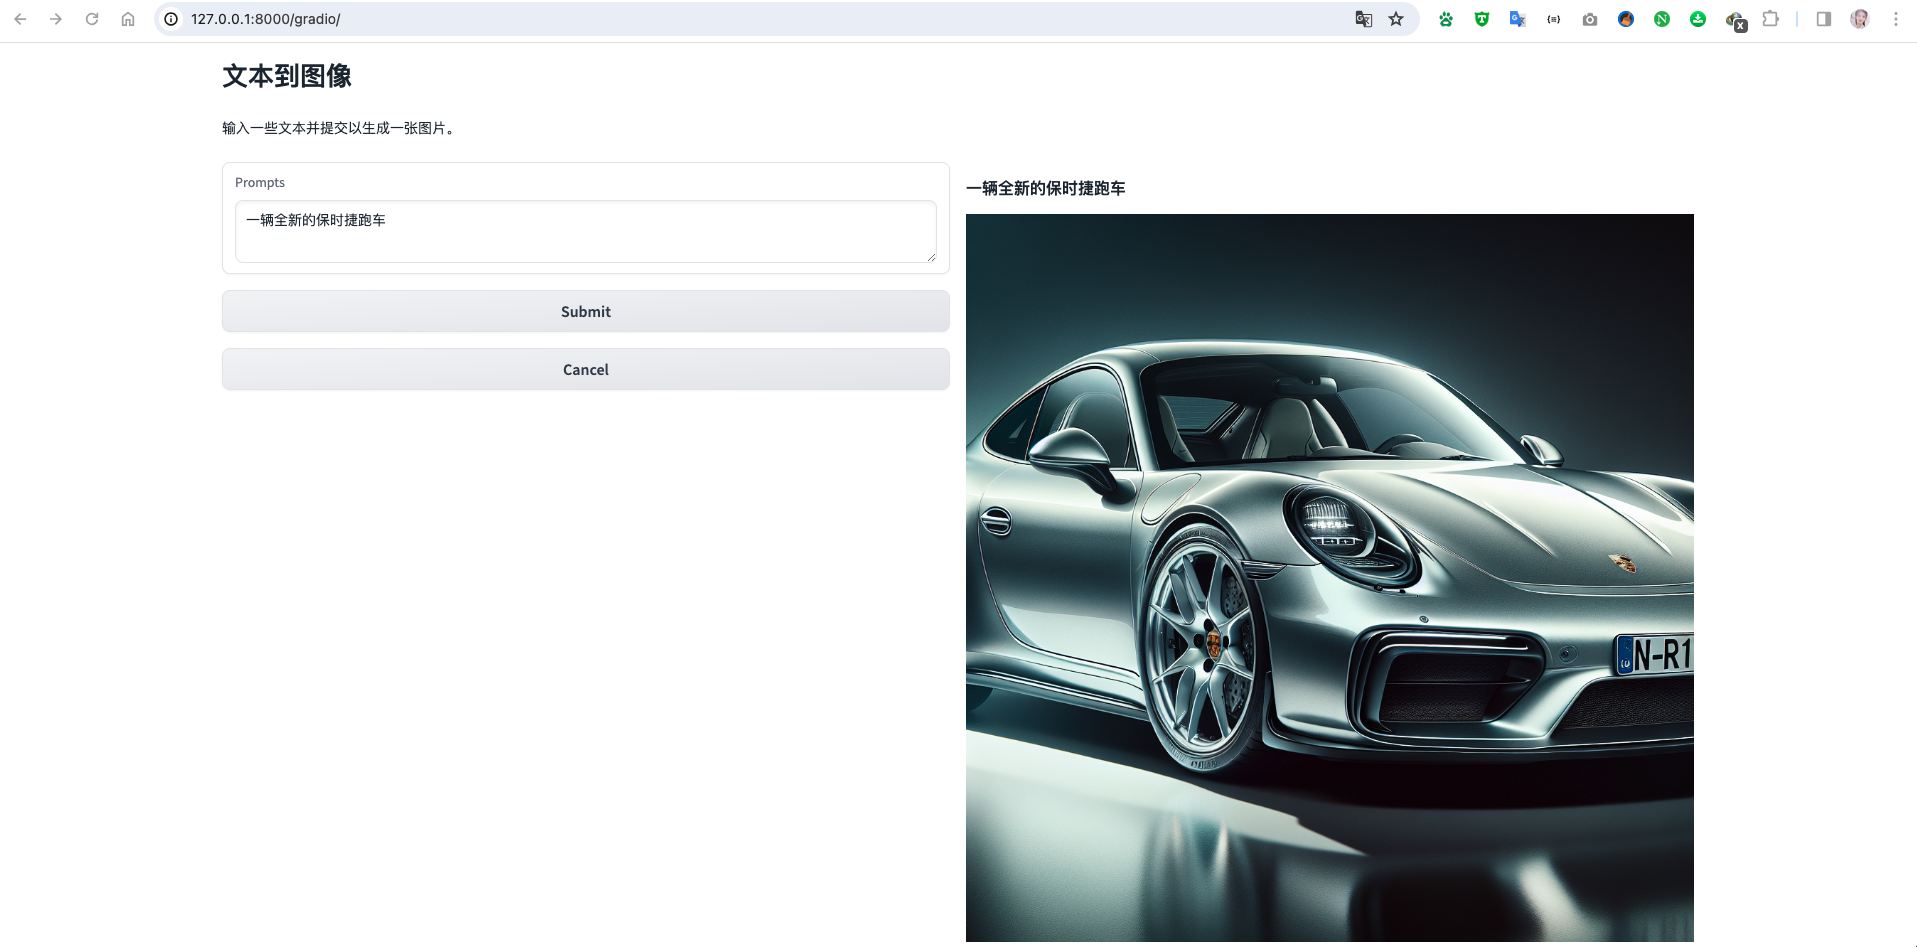 127.0.0.1:8000/gradio/
文本到图像
输入一些文本并提交以生成一张图片。
Prompts
一辆全新的保时捷跑车
Submit
Cancel
一辆全新的保时捷跑车
N-R1